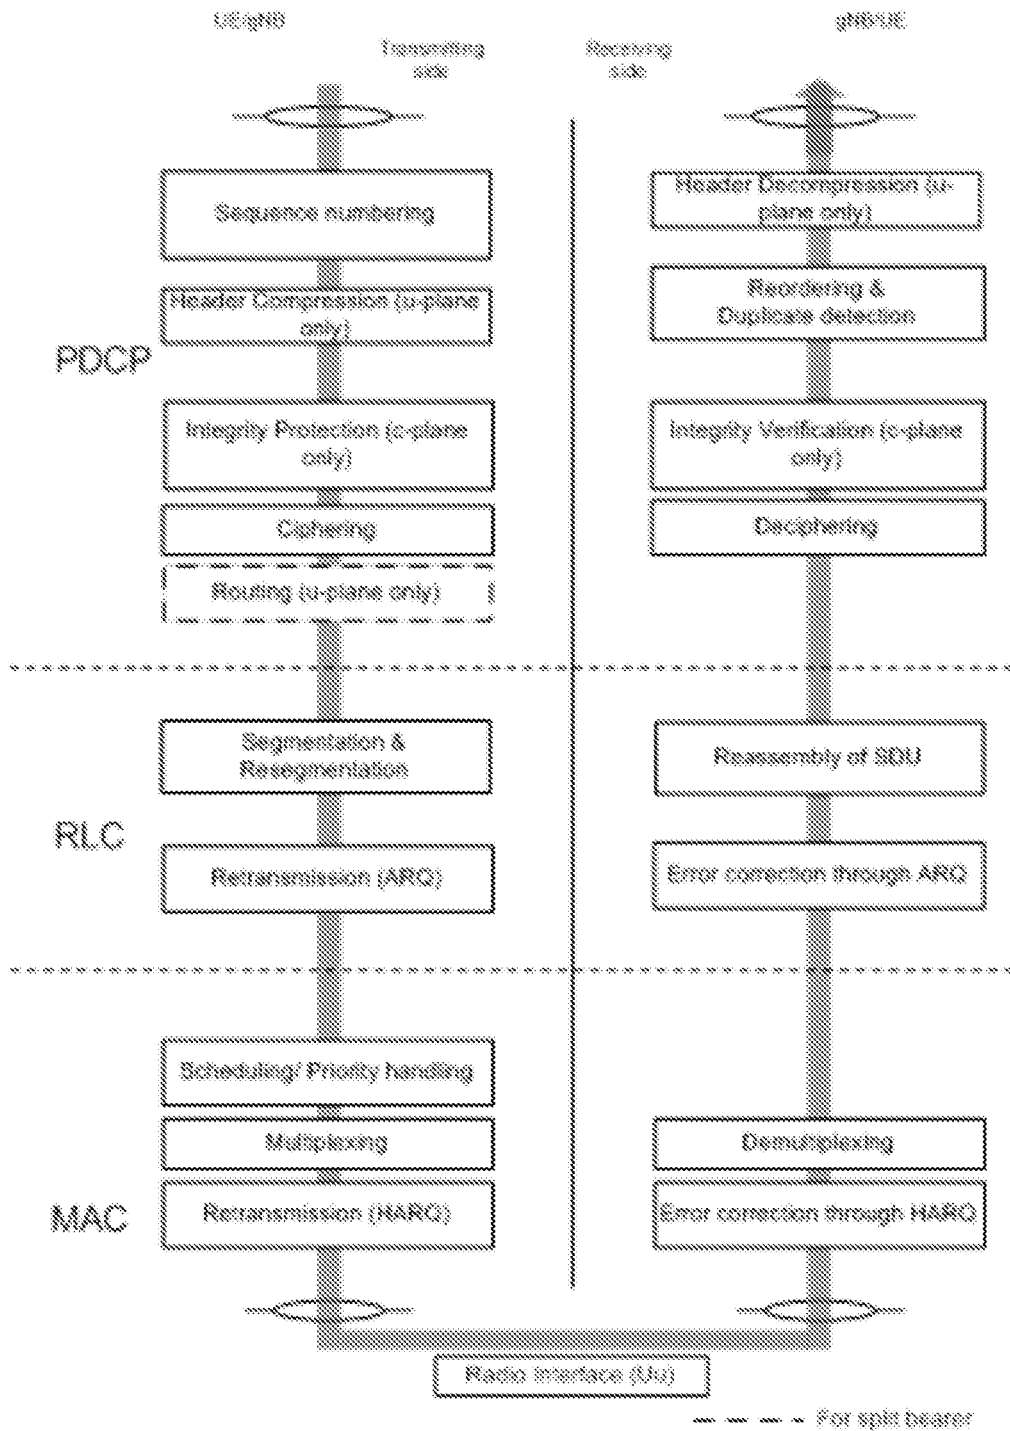 UE/gNB
gNB/UE
Transmitting
side
Receiving
side
Sequence numbering
Header Decompression (u-
plane only)
Header Compression (u-plane
only)
Reordering &
Duplicate detection
PDCP
Integrity Protection (c-plane
only)
Integrity Verification (c-plane
only)
Ciphering
Deciphering
Routing (u-plane only)
Segmentation &
Resegmentation
Reassembly of SDU
RLC
Retransmission (ARQ)
Error correction through ARQ
Scheduling/ Priority handling
Multiplexing
Demultiplexing
MAC
Retransmission (HARQ)
Error correction through HARQ
Radio Interface (Uu)
For split bearer